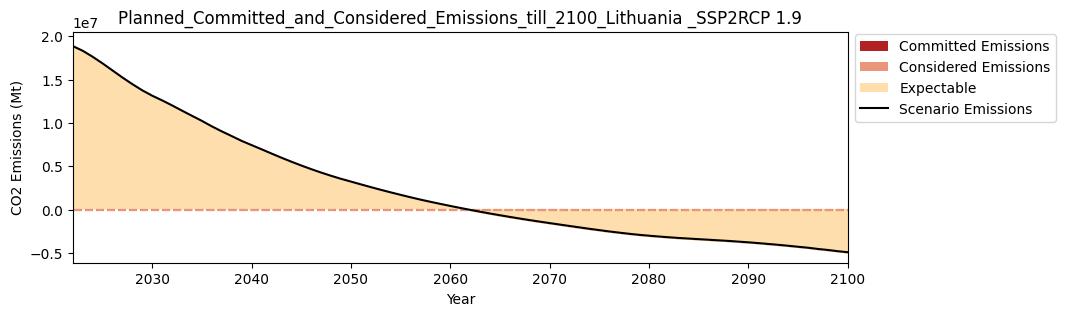 Planned_Committed_and_Considered_Emissions_till_2100_Lithuania _SSP2RCP 1.9
1e7
2.0
1.5
1.0
0.5
0.0
−0.5
CO2 Emissions (Mt)
2030 2040 2050 2060 2070 2080 2090 2100
Year
Committed Emissions
Considered Emissions
Expectable
Scenario Emissions